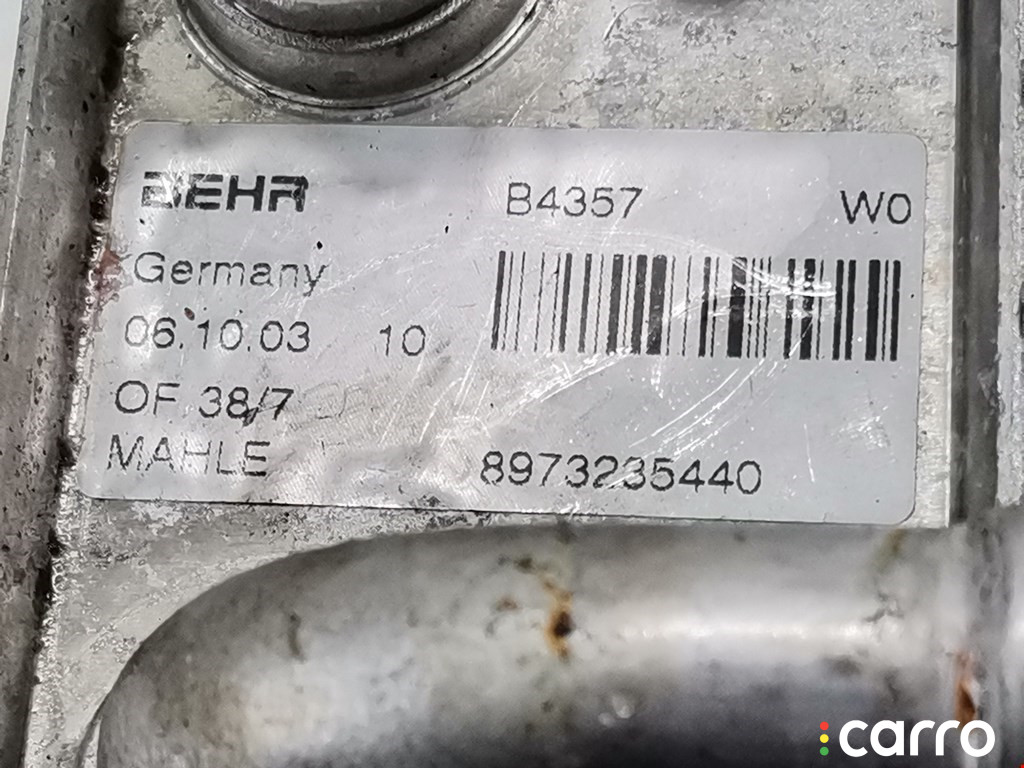 BEHR B4357 W0
Germany
06.10.03 10
OF 38/7
MAHLE 8973235440
carro